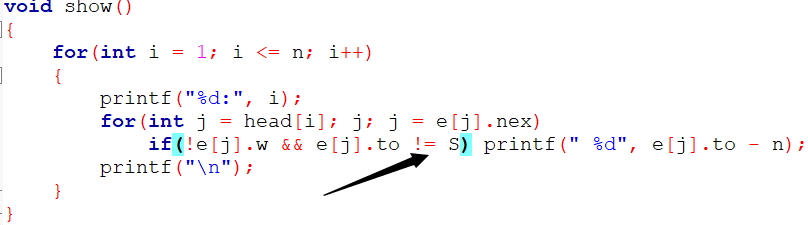 void show()
{
    for(int i = 1; i <= n; i++)
    {
        printf("%d:", i);
        for(int j = head[i]; j; j = e[j].nex)
            if(!e[j].w && e[j].to != S) printf(" %d", e[j].to - n);
        printf("\n");
    }
}